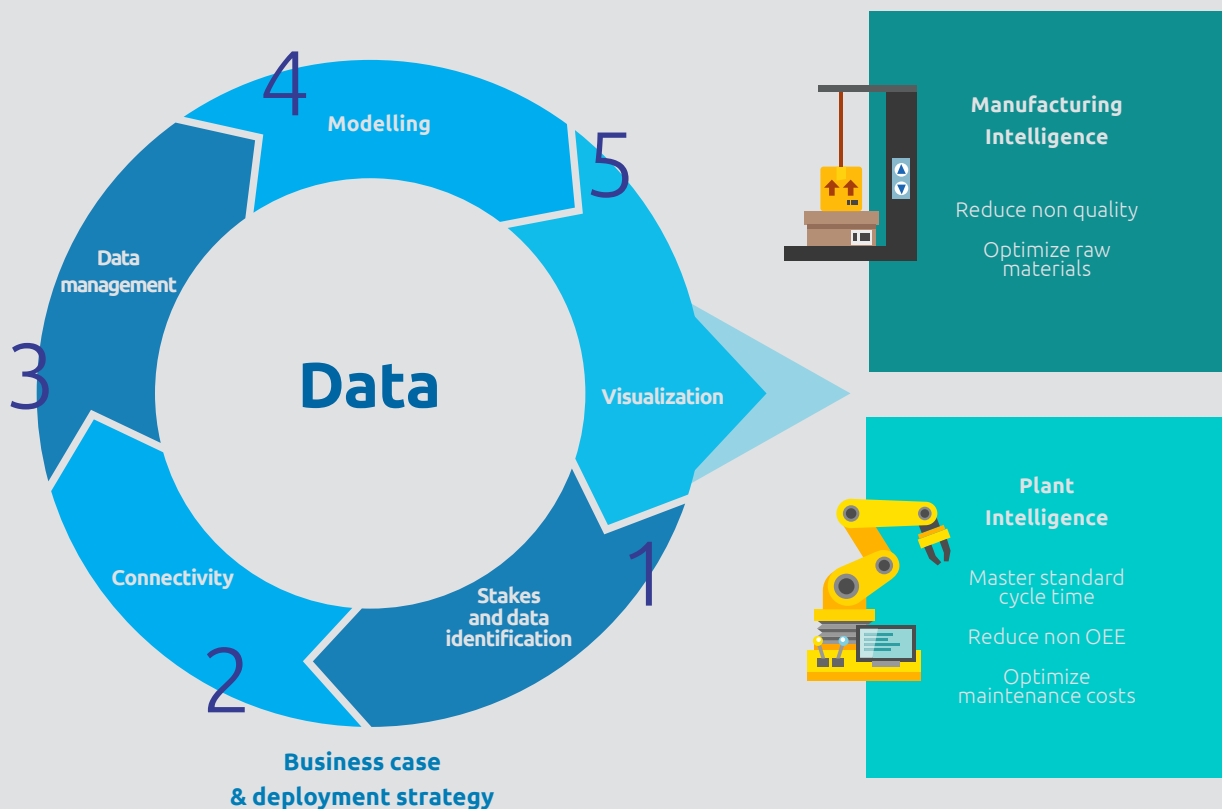 4
Modelling
5
Data
management
3
Data
Visualization
Connectivity
2
1
Stakes
and data
identification
Business case
& deployment strategy
Manufacturing
Intelligence
Reduce non quality
Optimize raw
materials
Plant
Intelligence
Master standard
cycle time
Reduce non OEE
Optimize
maintenance costs